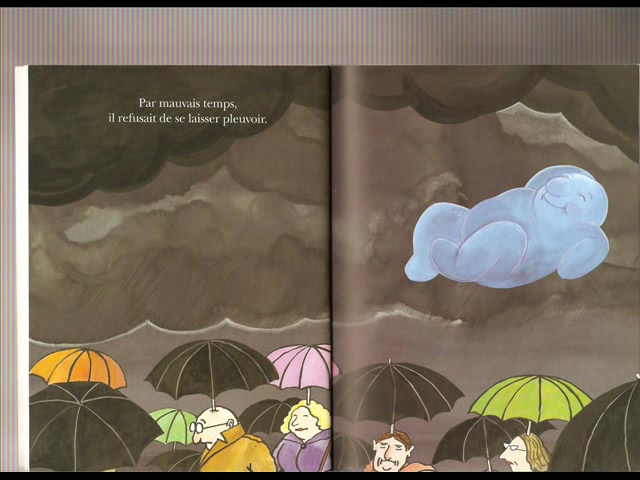 Par mauvais temps,
il refusait de se laisser pleuvoir.